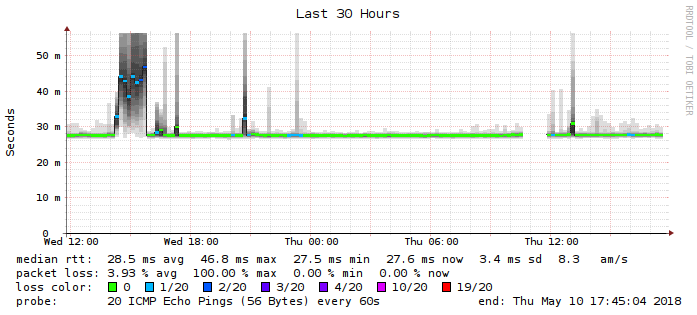 Last 30 Hours
RRDTOOL / TOBI OETIKER
Seconds
50 m
40 m
30 m
20 m
10 m
0
Wed 12:00 Wed 18:00 Thu 00:00 Thu 06:00 Thu 12:00
median rtt: 28.5 ms avg 46.8 ms max 27.5 ms min 27.6 ms now 3.4 ms sd 8.3 am/s
packet loss: 3.93 % avg 100.00 % max 0.00 % min 0.00 % now
loss color: 0 1/20 2/20 3/20 4/20 10/20 19/20
probe: 20 ICMP Echo Pings (56 Bytes) every 60s end: Thu May 10 17:45:04 2018